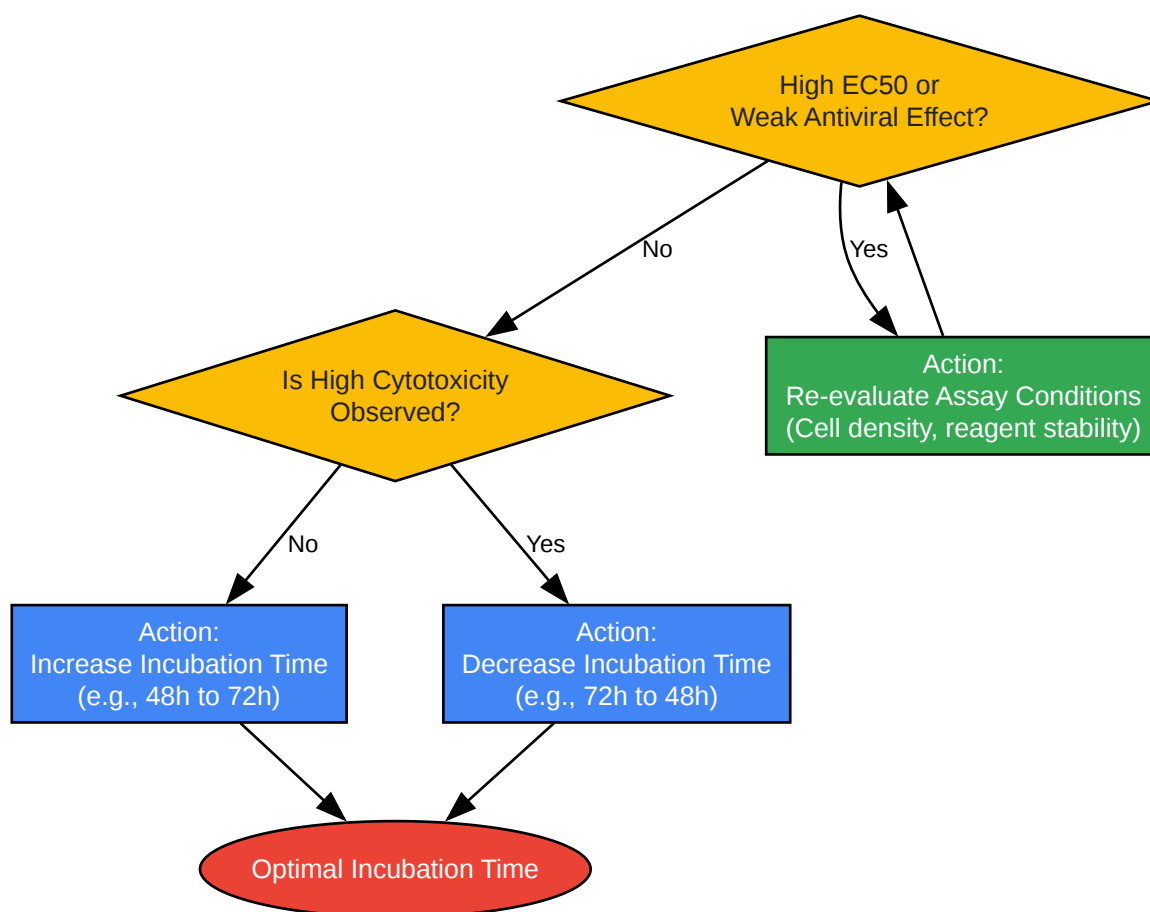 High EC50 or
Weak Antiviral Effect?
No
Yes
Action:
Re-evaluate Assay Conditions
(Cell density, reagent stability)
Is High Cytotoxicity
Observed?
No
Yes
Action:
Increase Incubation Time
(e.g., 48h to 72h)
Action:
Decrease Incubation Time
(e.g., 72h to 48h)
Optimal Incubation Time